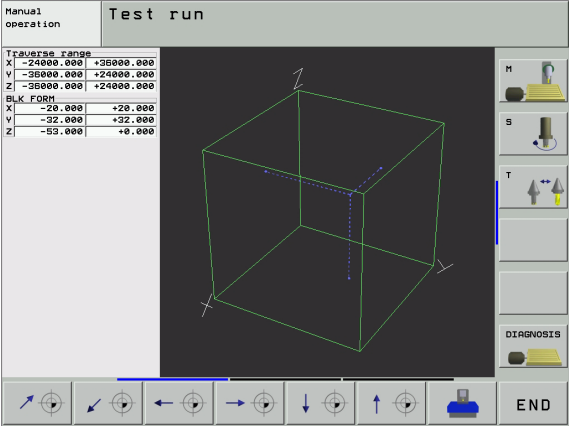 Manual
operation
Test run
Traverse range
X -24000.000 +36000.000
Y -36000.000 +24000.000
Z -36000.000 +24000.000
BLK FORM
X -20.000 +20.000
Y -32.000 +32.000
Z -53.000 +0.000
Z
X
Y
M
S
T
DIAGNOSIS
END